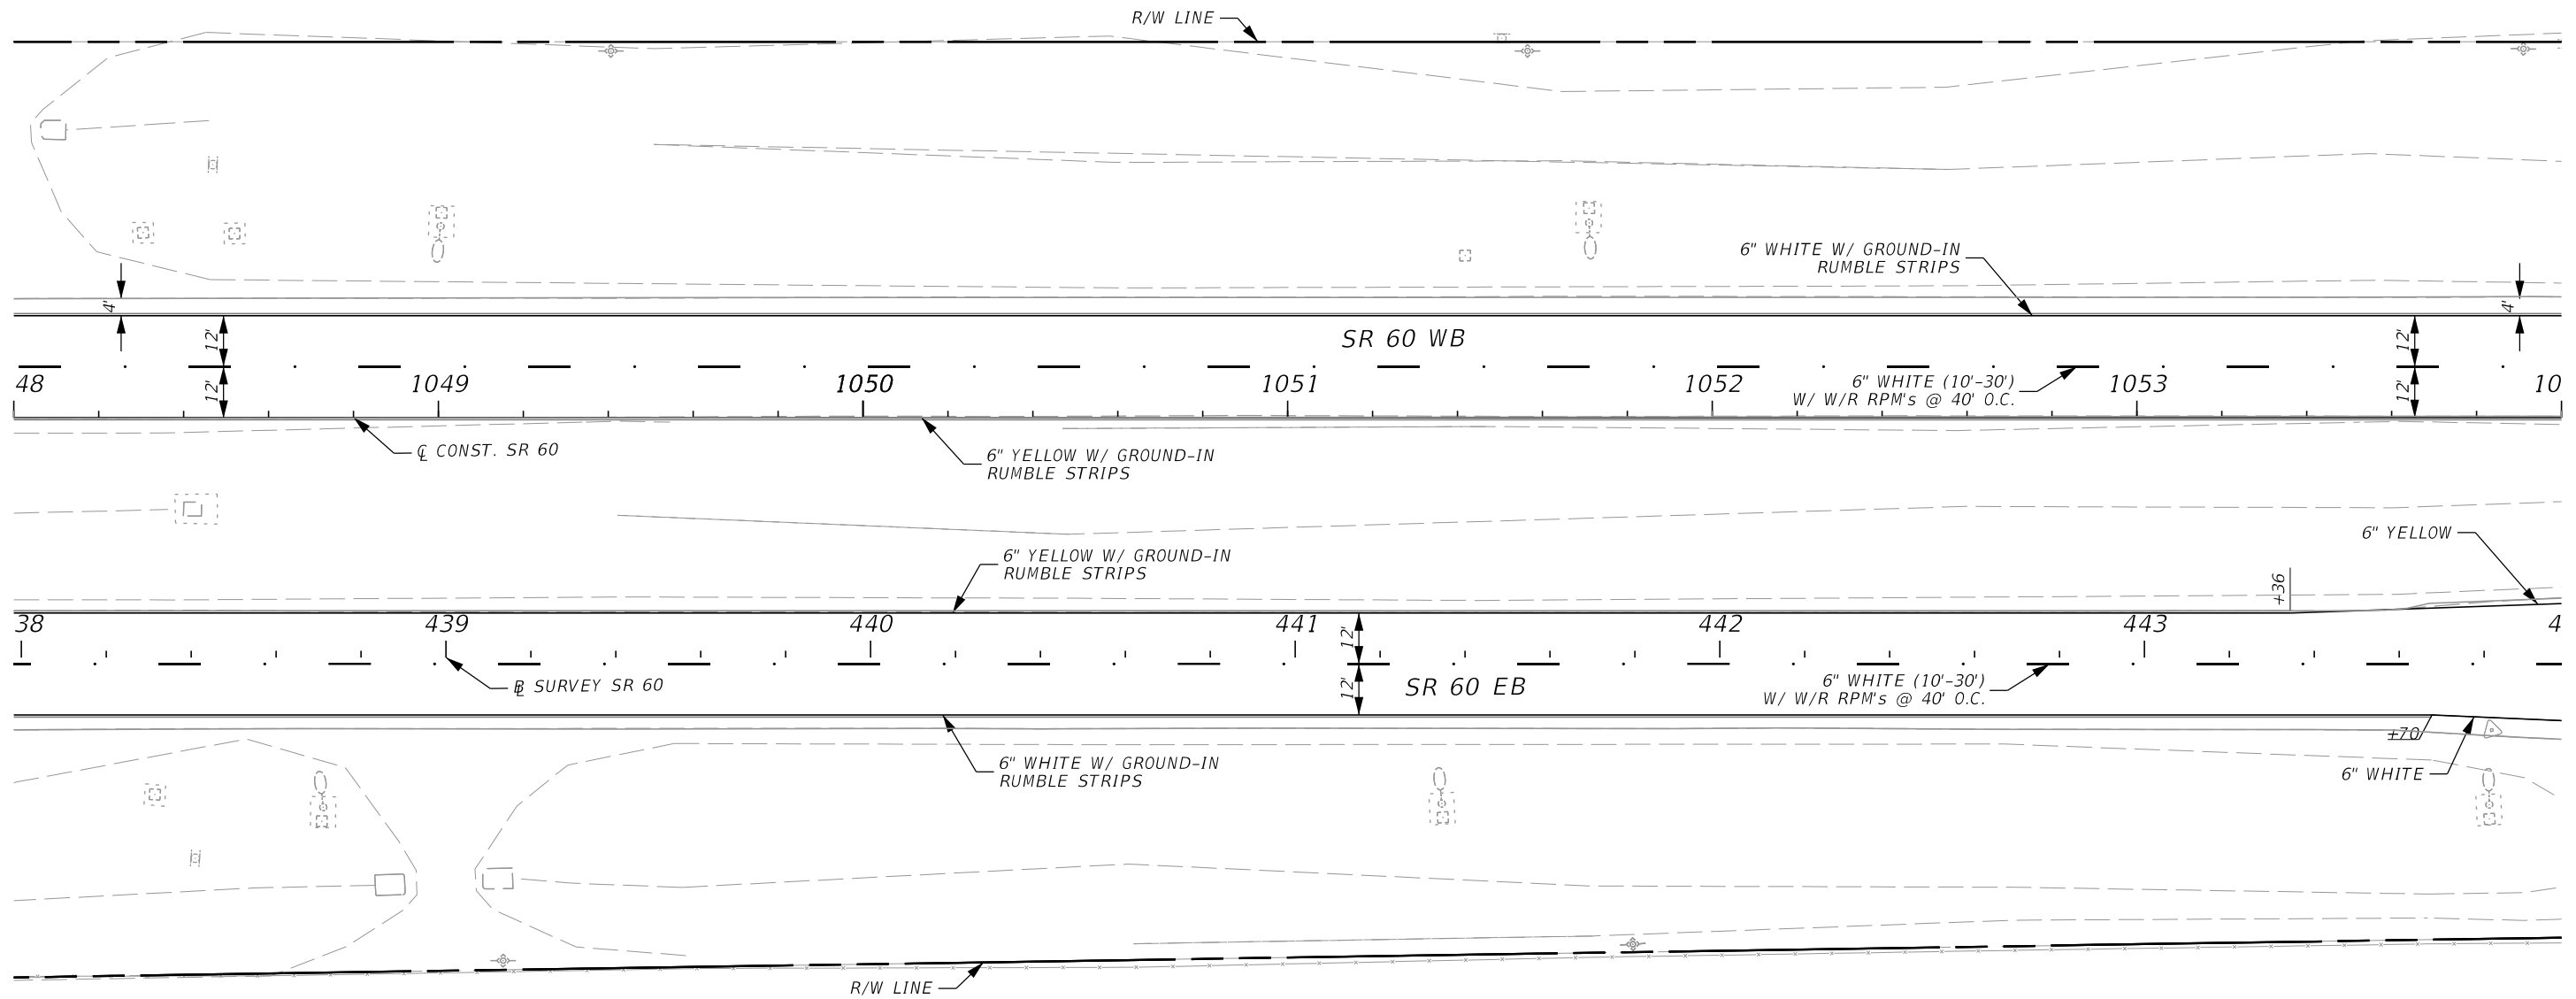 R/W LINE
6" WHITE W/ GROUND-IN
RUMBLE STRIPS
4'
4'
12'
SR 60 WB
12'
48
1049
12'
1050
1051
1052
6" WHITE (10'-30')
W/ W/R RPM's @ 40' O.C.
1053
12'
10
℄ CONST. SR 60
6" YELLOW W/ GROUND-IN
RUMBLE STRIPS
6" YELLOW
6" YELLOW W/ GROUND-IN
RUMBLE STRIPS
+36
38
439
440
441
12'
442
443
4
BL SURVEY SR 60
12'
SR 60 EB
6" WHITE (10'-30')
W/ W/R RPM's @ 40' O.C.
+70
6" WHITE W/ GROUND-IN
RUMBLE STRIPS
6" WHITE
R/W LINE